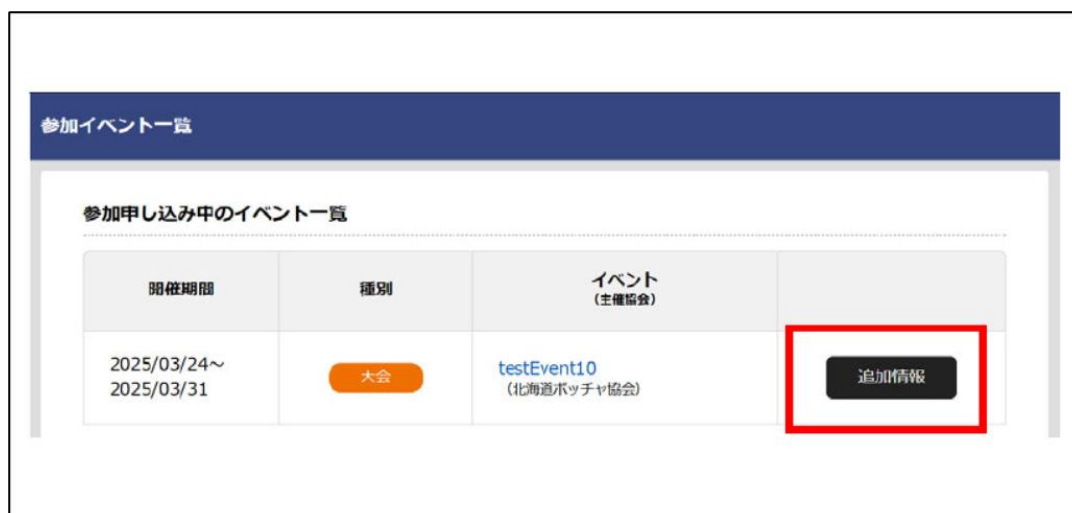 参加イベント一覧
参加申し込み中のイベント一覧
開催期間
種別
イベント
（主催協会）
2025/03/24～
2025/03/31
大会
testEvent10
（北海道ボッチャ協会）
追加情報